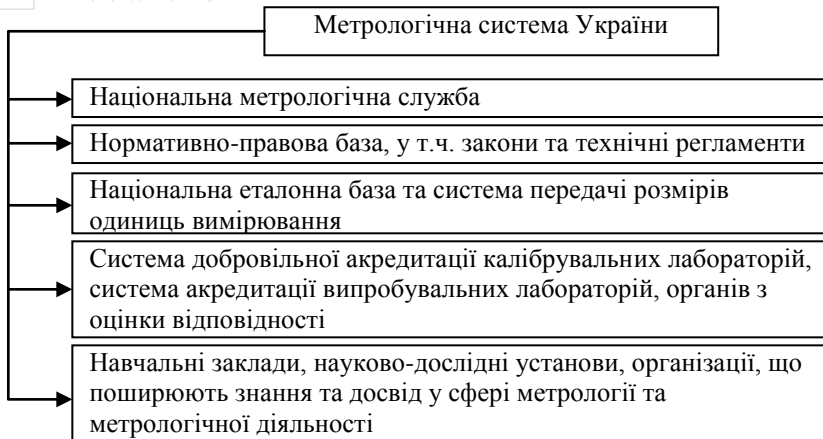 Метрологічна система України
Національна метрологічна служба
Нормативно-правова база, у т.ч. закони та технічні регламенти
Національна еталонна база та система передачі розмірів
одиниць вимірювання
Система добровільної акредитації калібрувальних лабораторій,
система акредитації випробувальних лабораторій, органів з
оцінки відповідності
Навчальні заклади, науково-дослідні установи, організації, що
поширюють знання та досвід у сфері метрології та
метрологічної діяльності